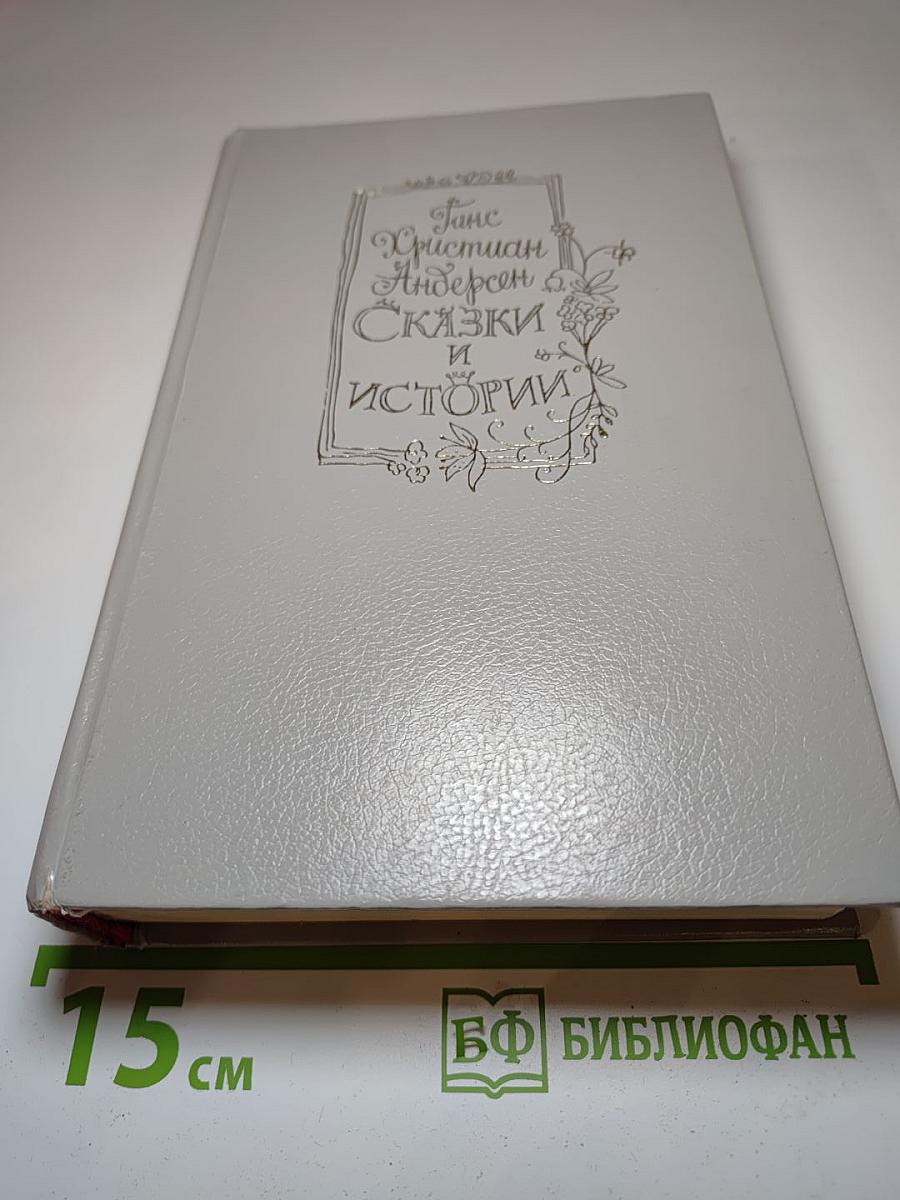 Ганс
Христиан
Андерсен
Сказки
и
истории
15 см
БФ БИБЛИОФАН